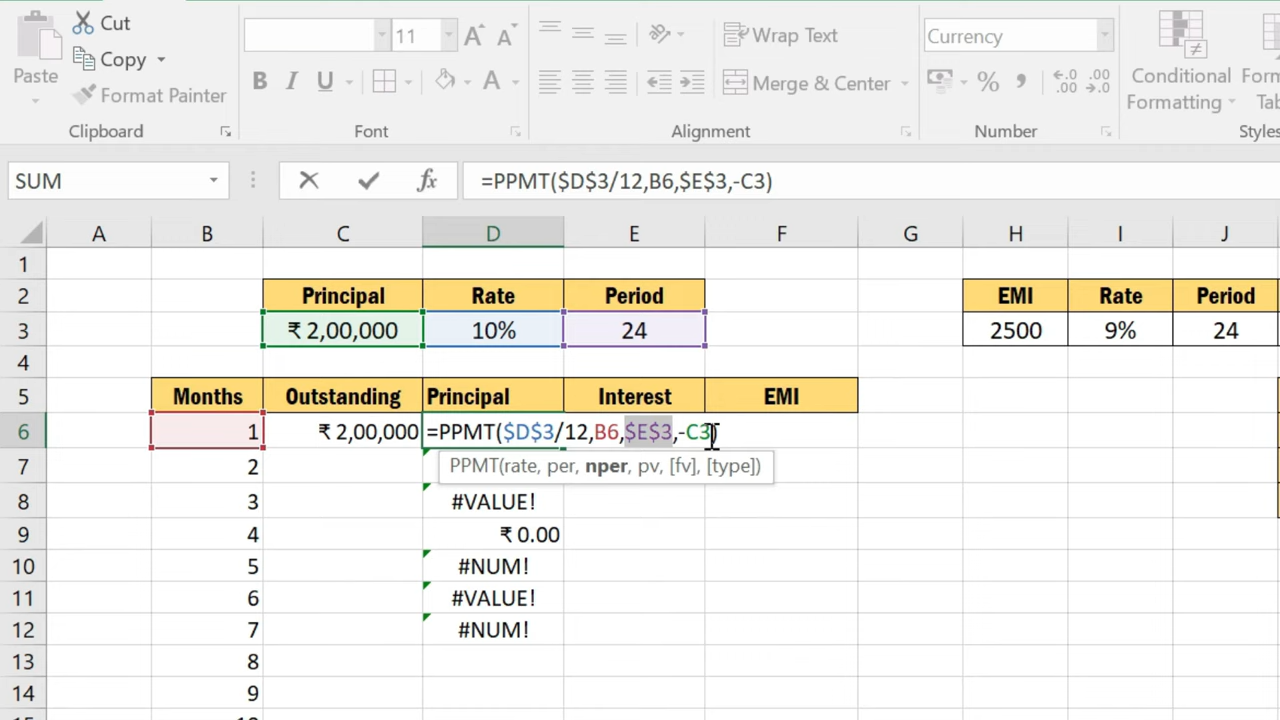 Cut
Copy
Paste
Format Painter
Clipboard
11 A A
B I U A
Font
Wrap Text
Merge & Center
Alignment
Currency
% , .0 .00 .00 .0
Number
Conditional
Formatting
Styles
SUM =PPMT($D$3/12,B6,$E$3,-C3)
A B C D E F G H I J
1
2 Principal Rate Period EMI Rate Period
3 ₹ 2,00,000 10% 24 2500 9% 24
4
5 Months Outstanding Principal Interest EMI
6 1 ₹ 2,00,000 =PPMT($D$3/12,B6,$E$3,-C3)
PPMT(rate, per, nper, pv, [fv], [type])
2
8 3 #VALUE!
9 4 ₹ 0.00
10 5 #NUM!
11 6 #VALUE!
12 7 #NUM!
13 8
14 9